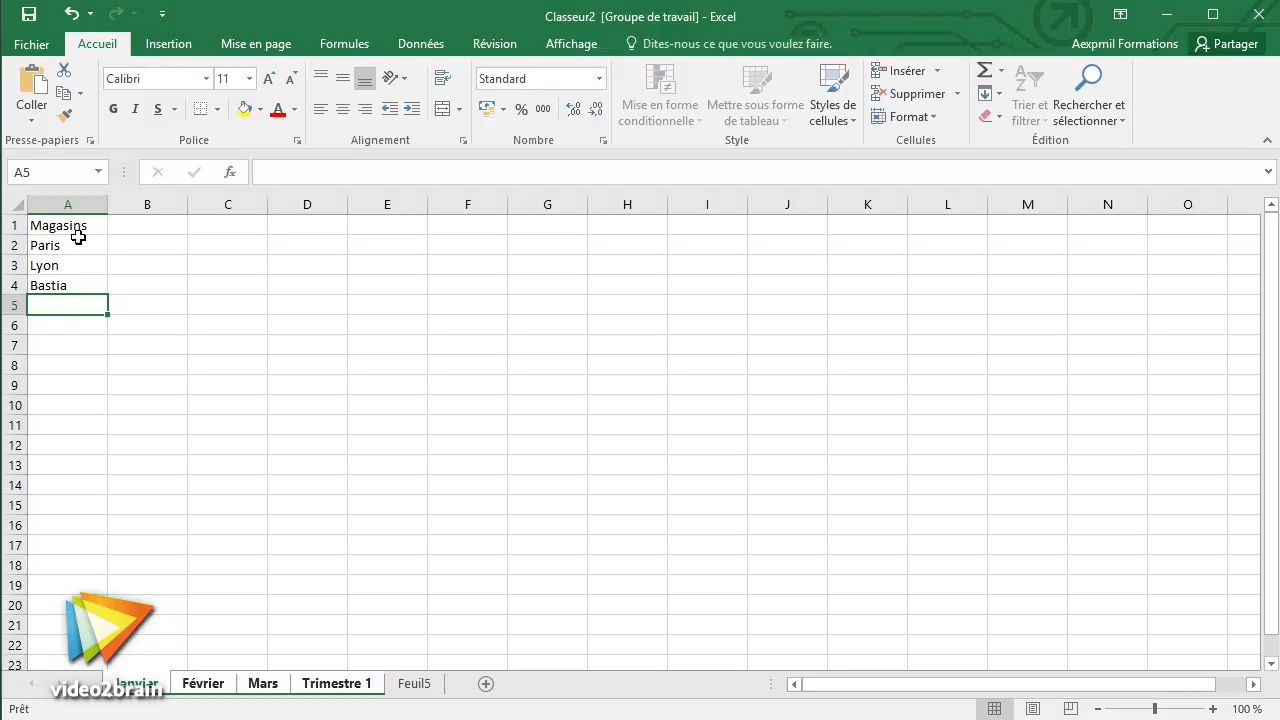 Classeur2 [Groupe de travail] - Excel
Fichier Accueil Insertion Mise en page Formules Données Révision Affichage Dites-nous ce que vous voulez faire. Aexpmil Formations Partager
Coller
Presse-papiers
Calibri 11
G I S A
Police
Alignement
Standard
% 000
Nombre
Mise en forme conditionnelle
Mettre sous forme de tableau
Styles de cellules
Style
Insérer
Supprimer
Format
Cellules
Trier et filtrer
Rechercher et sélectionner
Édition
A5 fx
A B C D E F G H I J K L M N O
1 Magasins
2 Paris
3 Lyon
4 Bastia
5
6
7
8
9
10
11
12
13
14
15
16
17
18
19
20
21
22
23
Janvier Février Mars Trimestre 1 Feuil5
video2brain
Prêt 100 %